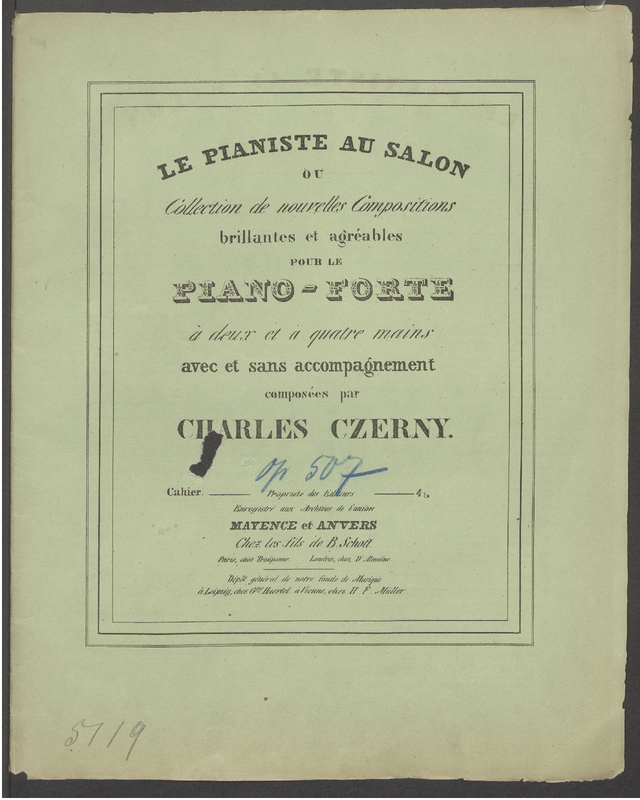 LE PIANISTE AU SALON
OU
Collection de nouvelles Compositions
brillantes et agréables
POUR LE
PIANO=FORTE
à deux et à quatre mains
avec et sans accompagnement
composées par
CHARLES CZERNY.
op 507
Cahier Propriété des Editeurs
Enregistré aux Archives de l'union
MAYENCE et ANVERS
Chez les fils de B. Schott
Paris, chez Troupenas Londres, chez D'Almaine
Dépôt général de notre fonds de Musique
à Leipzig, chez Gme Haertel. à Vienne, chez H F Müller
5119